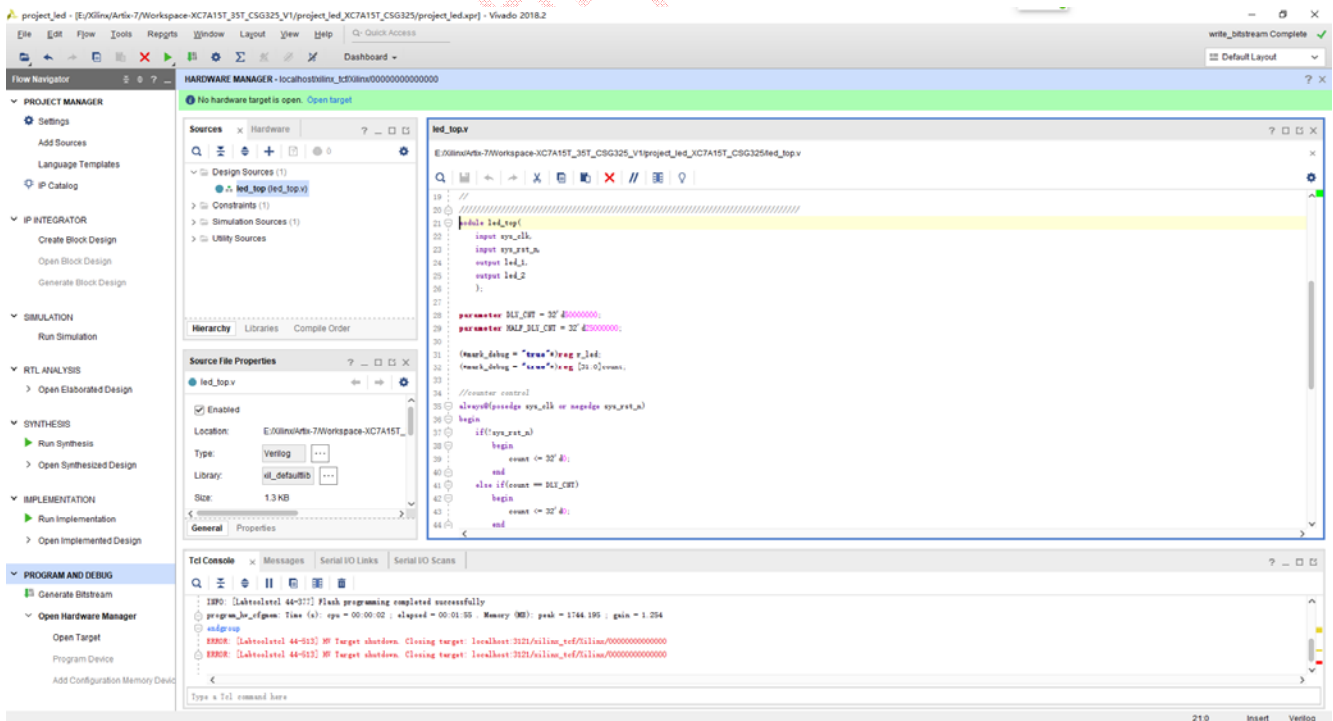 project_led - [E:/Xilinx/Artix-7/Workspace-XC7A15T_35T_CSG325_V1/project_led_XC7A15T_CSG325/project_led.xpr] - Vivado 2018.2
File Edit Flow Tools Reports Window Layout View Help Q- Quick Access
write_bitstream Complete
Dashboard
Default Layout
Flow Navigator
HARDWARE MANAGER - localhost/xilinx_tcf/Xilinx/00000000000000
No hardware target is open. Open target
PROJECT MANAGER
Settings
Add Sources
Language Templates
IP Catalog
IP INTEGRATOR
Create Block Design
Open Block Design
Generate Block Design
SIMULATION
Run Simulation
RTL ANALYSIS
Open Elaborated Design
SYNTHESIS
Run Synthesis
Open Synthesized Design
IMPLEMENTATION
Run Implementation
Open Implemented Design
PROGRAM AND DEBUG
Generate Bitstream
Open Hardware Manager
Open Target
Program Device
Add Configuration Memory Devic
Sources Hardware
0
Design Sources (1)
led_top (led_top.v)
Constraints (1)
Simulation Sources (1)
Utility Sources
Hierarchy Libraries Compile Order
Source File Properties
led_top.v
Enabled
Location: E:/Xilinx/Artix-7/Workspace-XC7A15T_
Type: Verilog
Library: xil_defaultlib
Size: 1.3 KB
General Properties
led_top.v
E:/Xilinx/Artix-7/Workspace-XC7A15T_35T_CSG325_V1/project_led_XC7A15T_CSG325/led_top.v
19 //
20 //////////////////////////////////////////////////////////////////////////////////
21 module led_top(
22 input sys_clk,
23 input sys_rst_n,
24 output led_1,
25 output led_2
26 );
27
28 parameter DLY_CNT = 32'd50000000;
29 parameter HALF_DLY_CNT = 32'd25000000;
30
31 (*mark_debug = "true"*)reg r_led;
32 (*mark_debug = "true"*)reg [31:0]count;
33
34 //counter control
35 always@(posedge sys_clk or negedge sys_rst_n)
36 begin
37 if(!sys_rst_n)
38 begin
39 count <= 32'd0;
40 end
41 else if(count == DLY_CNT)
42 begin
43 count <= 32'd0;
44 end
Tcl Console Messages Serial I/O Links Serial I/O Scans
INFO: [Labtoolstcl 44-377] Flash programming completed successfully
program_hw_cfgmem: Time (s): cpu = 00:00:02 ; elapsed = 00:01:55 . Memory (MB): peak = 1744.195 ; gain = 1.254
endgroup
ERROR: [Labtoolstcl 44-513] HW Target shutdown. Closing target: localhost:3121/xilinx_tcf/Xilinx/00000000000000
ERROR: [Labtoolstcl 44-513] HW Target shutdown. Closing target: localhost:3121/xilinx_tcf/Xilinx/00000000000000
Type a Tcl command here
21:0 Insert Verilog